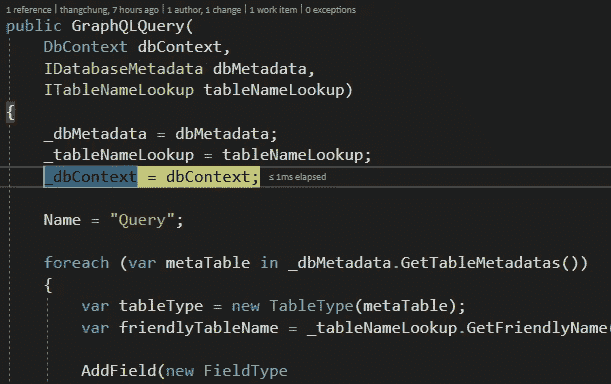 1 reference | thangchung, 7 hours ago | 1 author, 1 change | 1 work item | 0 exceptions
public GraphQLQuery(
DbContext dbContext,
IDatabaseMetadata dbMetadata,
ITableNameLookup tableNameLookup)
{
_dbMetadata = dbMetadata;
_tableNameLookup = tableNameLookup;
_dbContext = dbContext; ≤ 1ms elapsed
Name = "Query";
foreach (var metaTable in _dbMetadata.GetTableMetadatas())
{
var tableType = new TableType(metaTable);
var friendlyTableName = _tableNameLookup.GetFriendlyName(
AddField(new FieldType